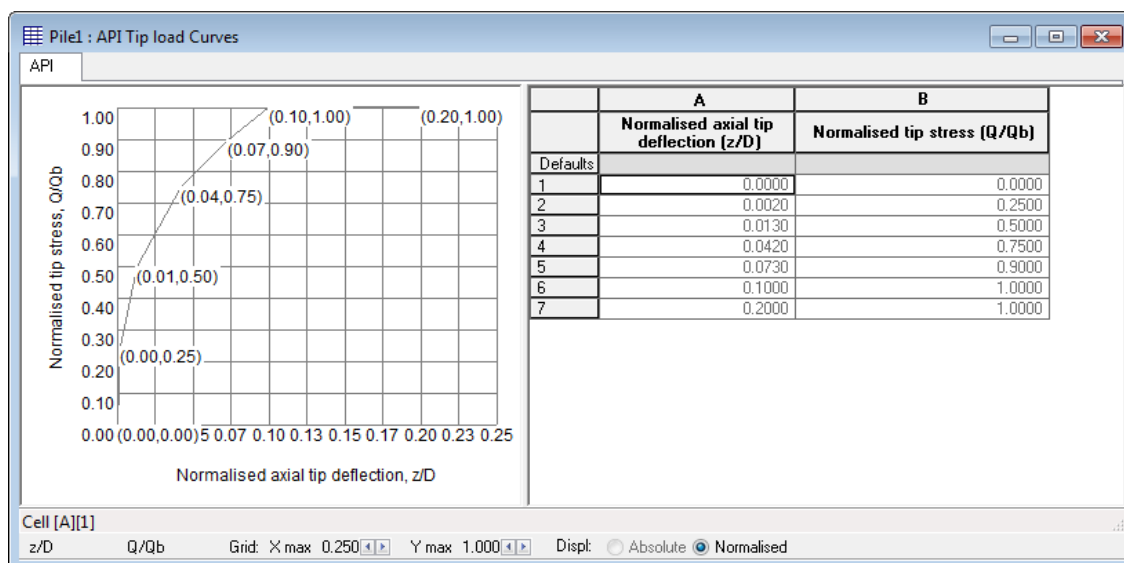 Pile1 : API Tip load Curves
API
Normalised tip stress, Q/Qb
1.00
0.90
0.80
0.70
0.60
0.50
0.40
0.30
0.20
0.10
0.00
(0.10,1.00)
(0.20,1.00)
(0.07,0.90)
(0.04,0.75)
(0.01,0.50)
(0.00,0.25)
(0.00,0.00)5 0.07 0.10 0.13 0.15 0.17 0.20 0.23 0.25
Normalised axial tip deflection, z/D
A B
Normalised axial tip deflection (z/D) Normalised tip stress (Q/Qb)
Defaults
1 0.0000 0.0000
2 0.0020 0.2500
3 0.0130 0.5000
4 0.0420 0.7500
5 0.0730 0.9000
6 0.1000 1.0000
7 0.2000 1.0000
Cell [A][1]
z/D Q/Qb Grid: X max 0.250 Y max 1.000 Displ: Absolute Normalised